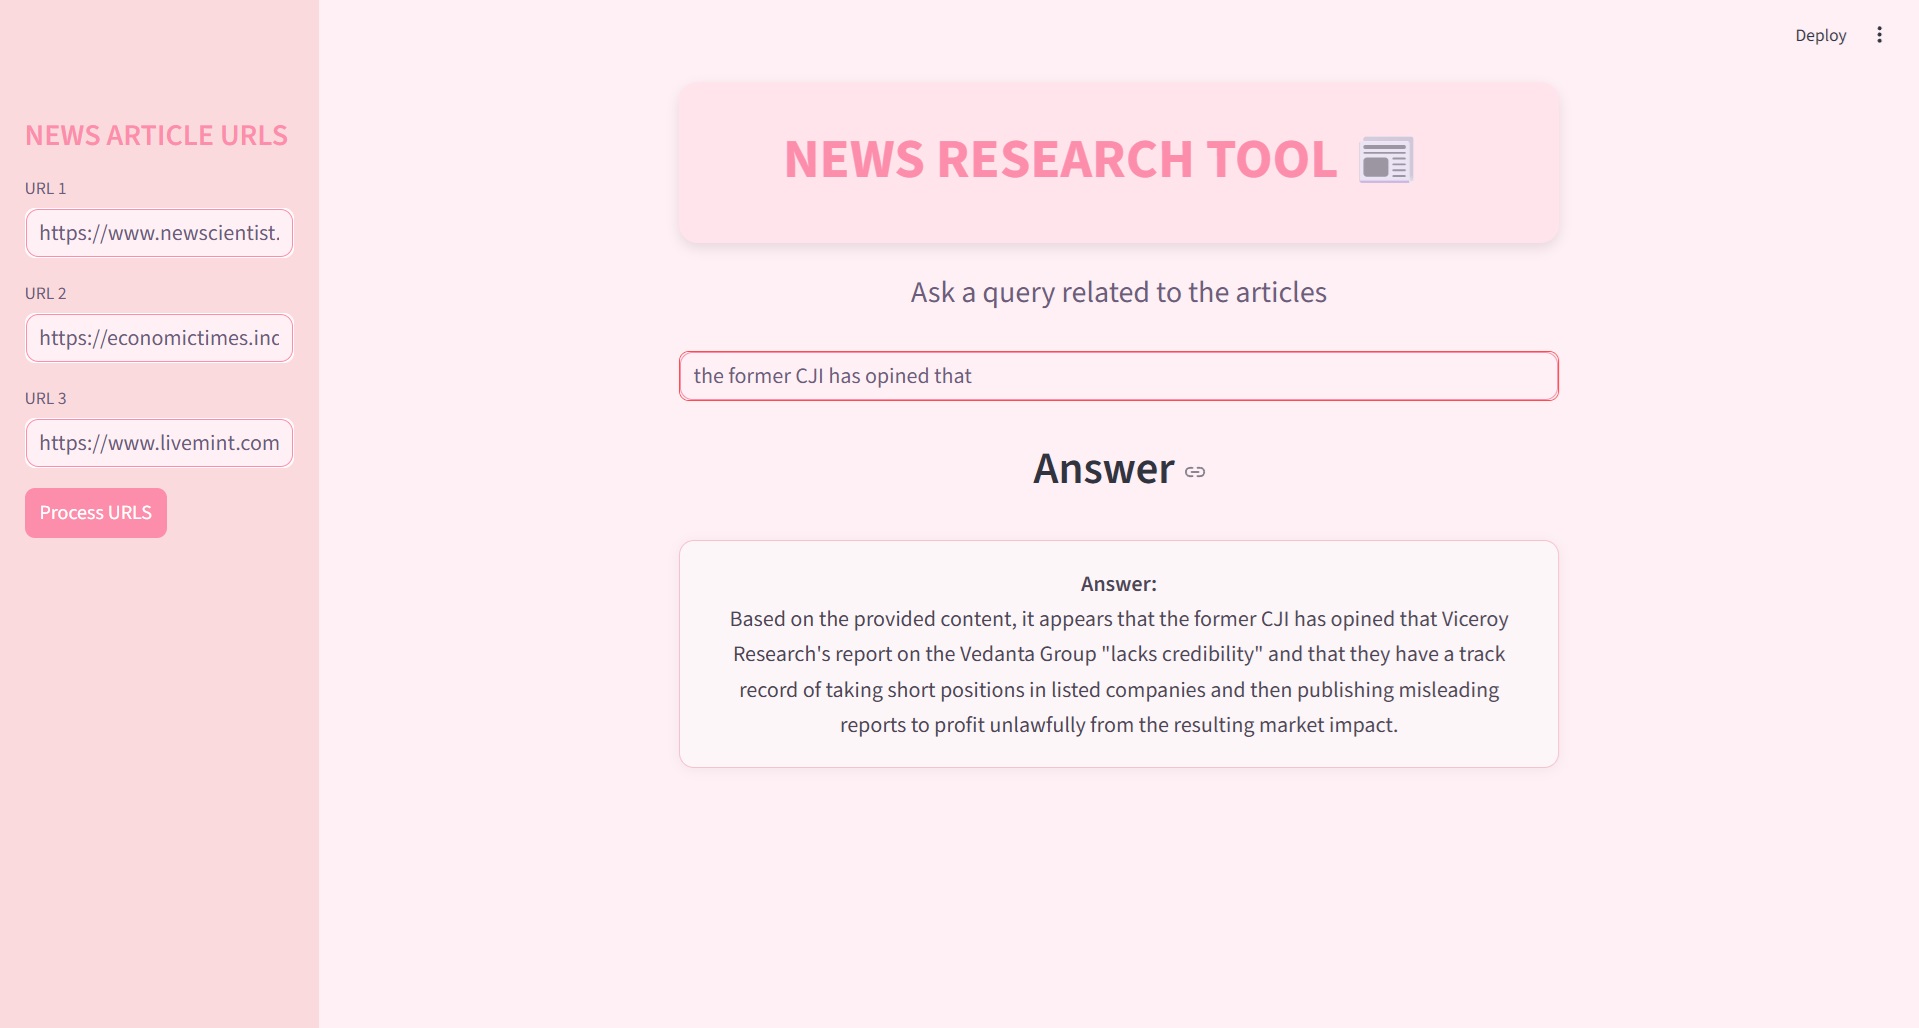 Deploy
NEWS ARTICLE URLS
URL 1
https://www.newscientist.
URL 2
https://economictimes.inc
URL 3
https://www.livemint.com
Process URLS
NEWS RESEARCH TOOL
Ask a query related to the articles
the former CJI has opined that
Answer
Answer:
Based on the provided content, it appears that the former CJI has opined that Viceroy
Research's report on the Vedanta Group "lacks credibility" and that they have a track
record of taking short positions in listed companies and then publishing misleading
reports to profit unlawfully from the resulting market impact.